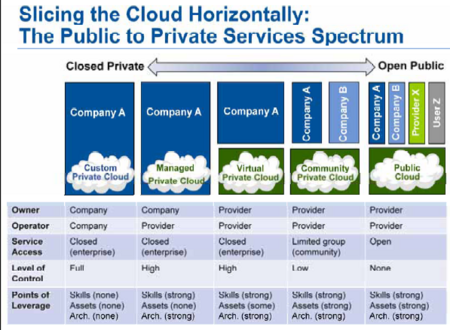 Slicing the Cloud Horizontally:
The Public to Private Services Spectrum
Closed Private Open Public
Company A Company A Company A Company A Company B Company A Company B Provider X User Z
Custom Private Cloud
Managed Private Cloud
Virtual Private Cloud
Community Private Cloud
Public Cloud
Owner Company Company Provider Provider Provider
Operator Company Provider Provider Provider Provider
Service Closed Closed Closed Limited group Open
Access (enterprise) (enterprise) (enterprise) (community)
Level of Full High High Low None
Control
Points of Skills (none) Skills (strong) Skills (strong) Skills (strong) Skills (strong)
Leverage Assets (none) Assets (none) Assets (some) Assets (strong) Assets (strong)
Arch. (none) Arch. (strong) Arch. (strong) Arch. (strong) Arch. (strong)